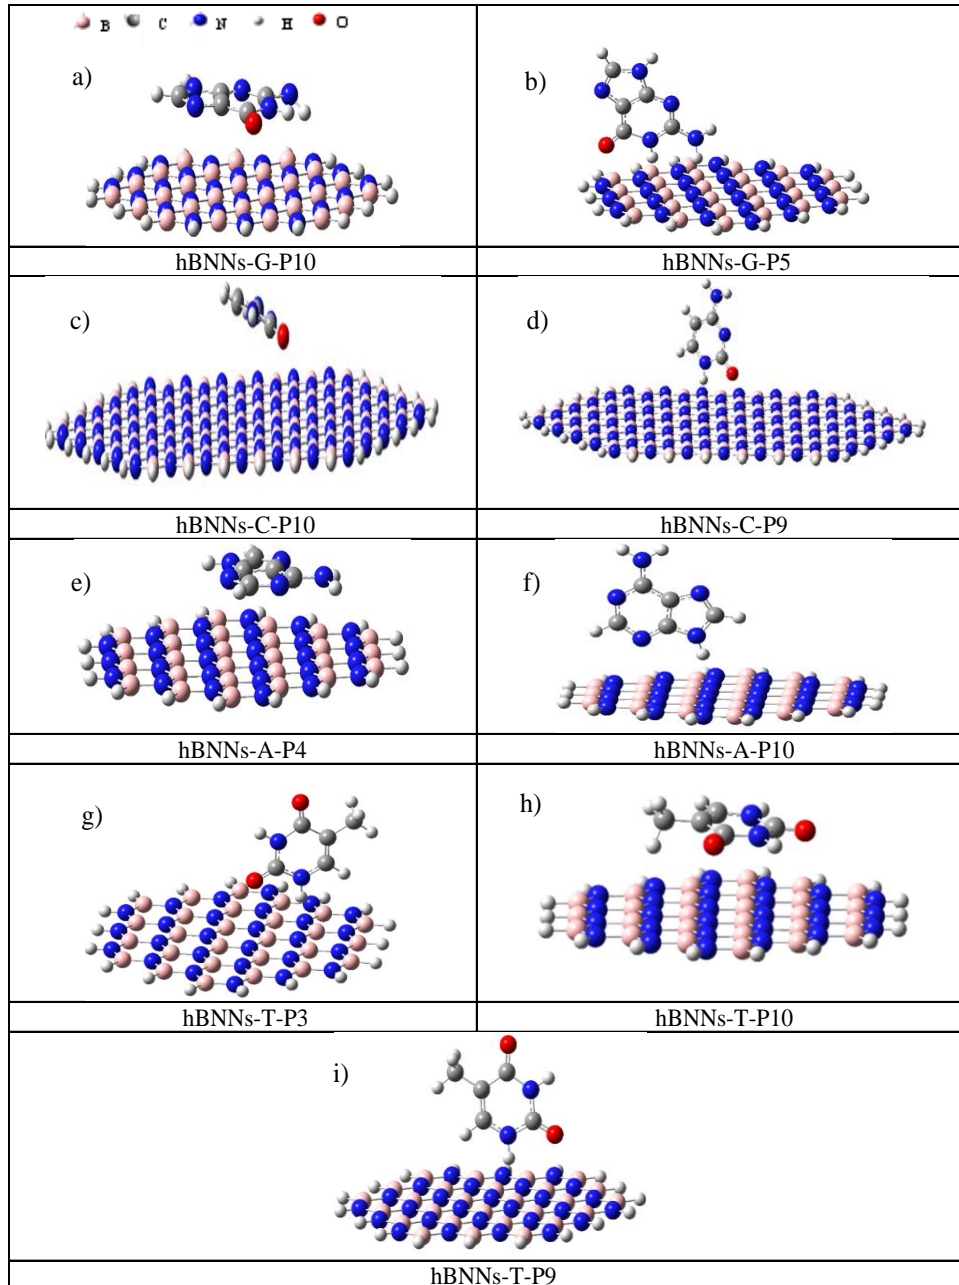 B C N H O
a)
b)
hBNNs-G-P10
hBNNs-G-P5
c)
d)
hBNNs-C-P10
hBNNs-C-P9
e)
f)
hBNNs-A-P4
hBNNs-A-P10
g)
h)
hBNNs-T-P3
hBNNs-T-P10
i)
hBNNs-T-P9